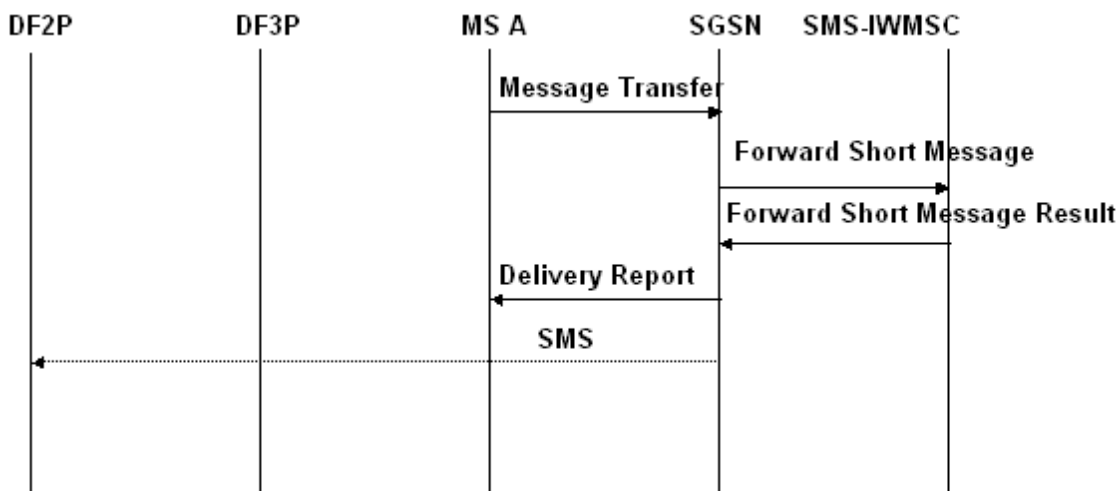 DF2P DF3P MS A SGSN SMS-IWMSC
Message Transfer
Forward Short Message
Forward Short Message Result
Delivery Report
SMS